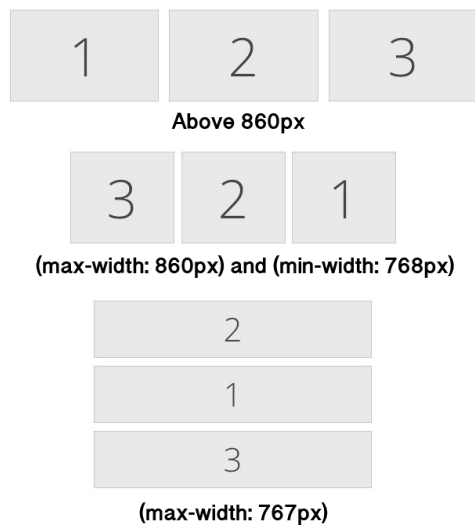 1 2 3
Above 860px
3 2 1
(max-width: 860px) and (min-width: 768px)
2
1
3
(max-width: 767px)